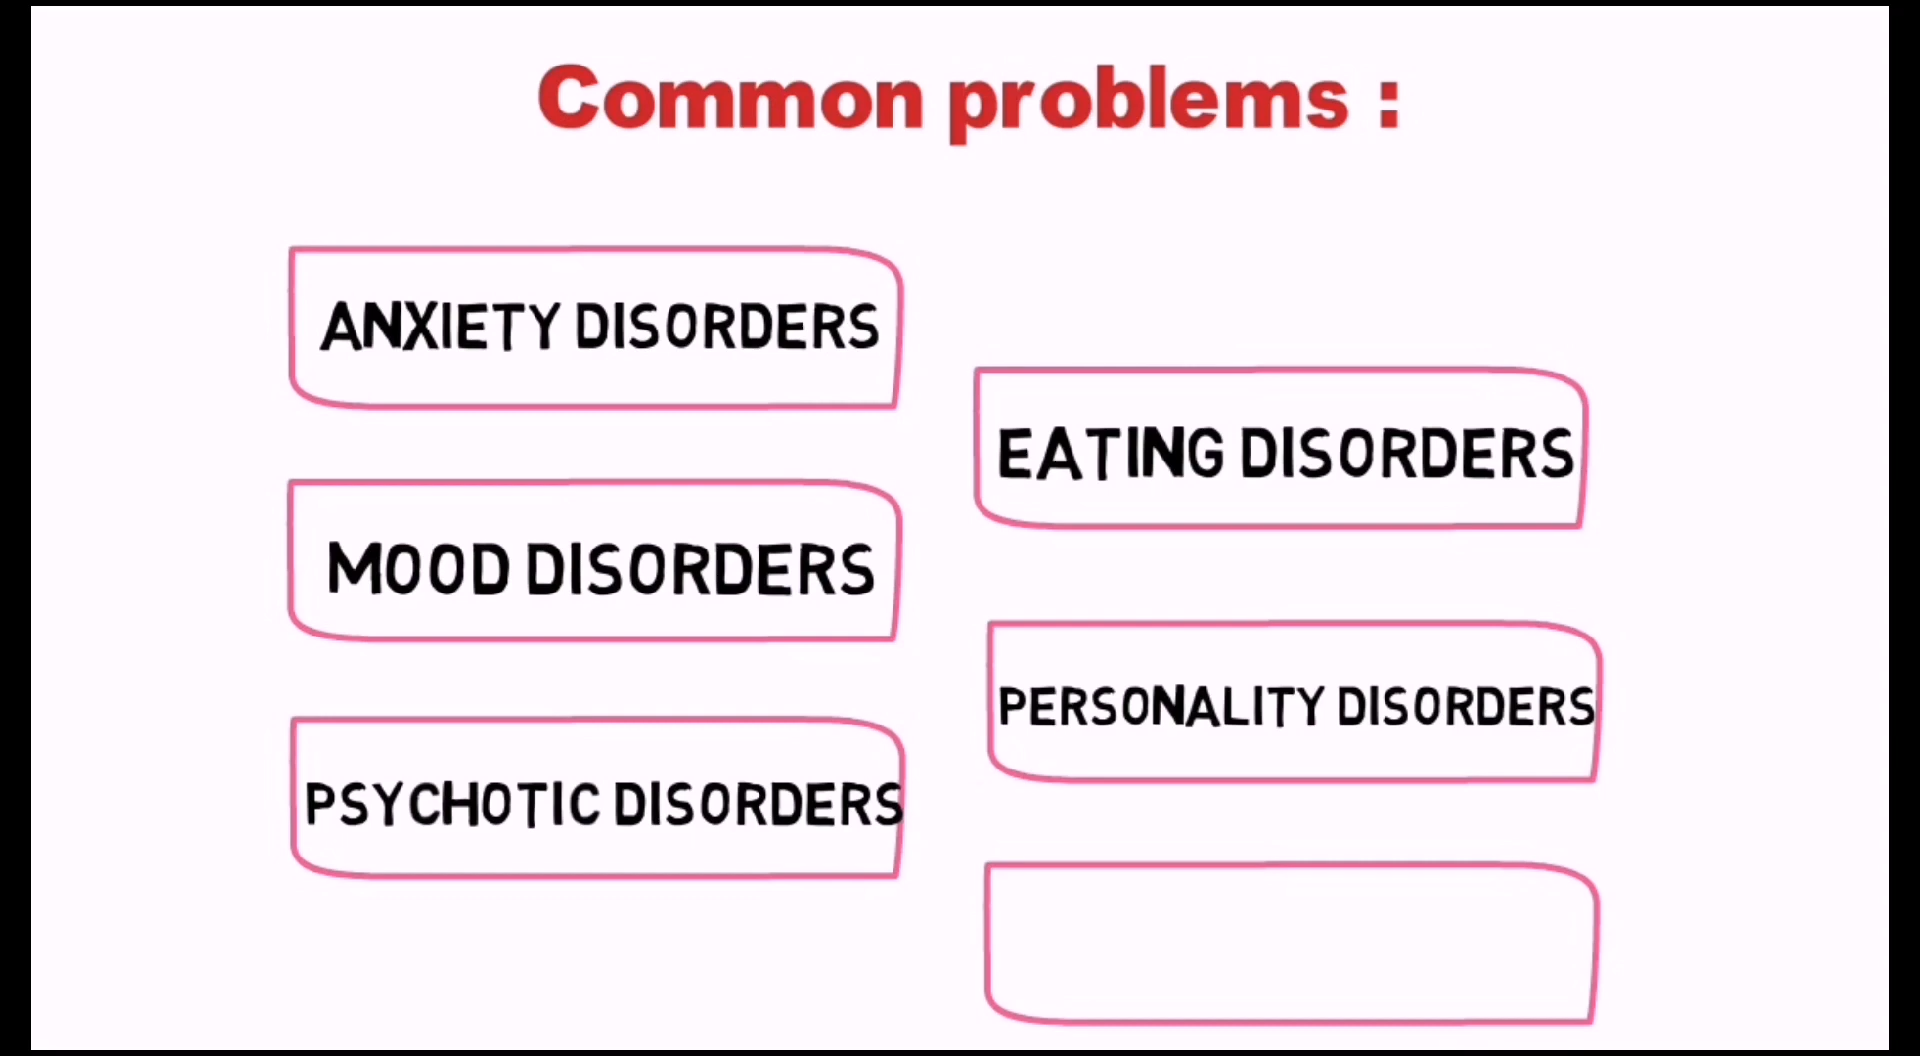 Common problems :
ANXIETY DISORDERS
MOOD DISORDERS
PSYCHOTIC DISORDERS
EATING DISORDERS
PERSONALITY DISORDERS